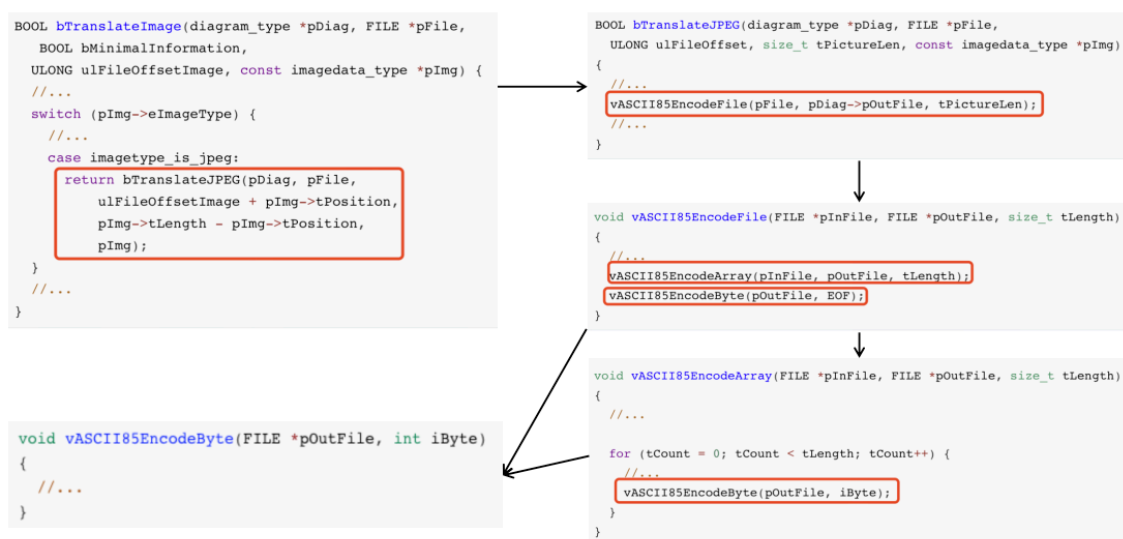 BOOL bTranslateImage(diagram_type *pDiag, FILE *pFile,
BOOL bMinimalInformation,
ULONG ulFileOffsetImage, const imagedata_type *pImg) {
//...
switch (pImg->eImageType) {
//...
case imagetype_is_jpeg:
return bTranslateJPEG(pDiag, pFile,
ulFileOffsetImage + pImg->tPosition,
pImg->tLength - pImg->tPosition,
pImg);
}
//...
}
BOOL bTranslateJPEG(diagram_type *pDiag, FILE *pFile,
ULONG ulFileOffset, size_t tPictureLen, const imagedata_type *pImg)
{
//...
vASCII85EncodeFile(pFile, pDiag->pOutFile, tPictureLen);
//...
}
void vASCII85EncodeFile(FILE *pInFile, FILE *pOutFile, size_t tLength)
{
//...
vASCII85EncodeArray(pInFile, pOutFile, tLength);
vASCII85EncodeByte(pOutFile, EOF);
}
void vASCII85EncodeArray(FILE *pInFile, FILE *pOutFile, size_t tLength)
{
//...
for (tCount = 0; tCount < tLength; tCount++) {
//...
vASCII85EncodeByte(pOutFile, iByte);
}
}
void vASCII85EncodeByte(FILE *pOutFile, int iByte)
{
//...
}